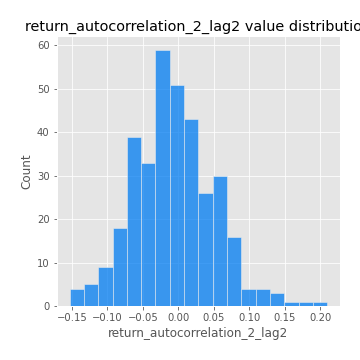 return_autocorrelation_2_lag2 value distributio
60
50
40
30
20
10
0
Count
−0.15 −0.10 −0.05 0.00 0.05 0.10 0.15 0.20
return_autocorrelation_2_lag2